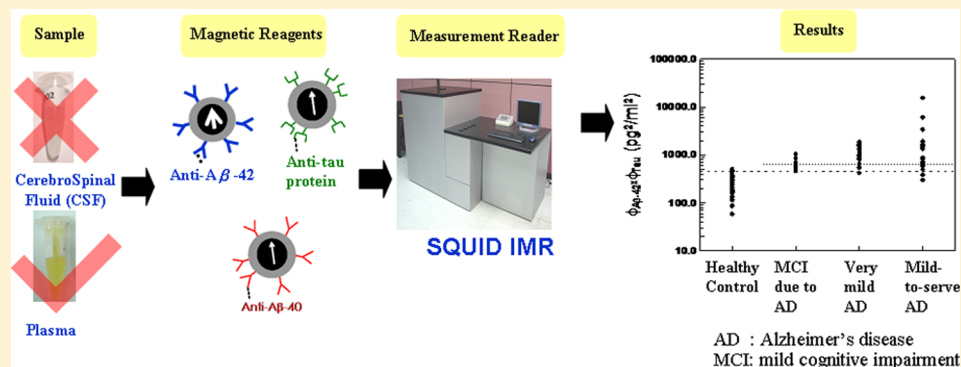 Sample
Magnetic Reagents
Measurement Reader
Results
CerebroSpinal
Fluid (CSF)
Plasma
Anti-Aβ-42
Anti-tau
protein
Anti-Aβ-40
SQUID IMR
ϕAβ-42xϕTau (pg²/ml²)
100000.0
10000.0
1000.0
100.0
10.0
Healthy
Control
MCI
due to
AD
Very
mild
AD
Mild-
to-serve
AD
AD : Alzheimer's disease
MCI: mild cognitive impairment